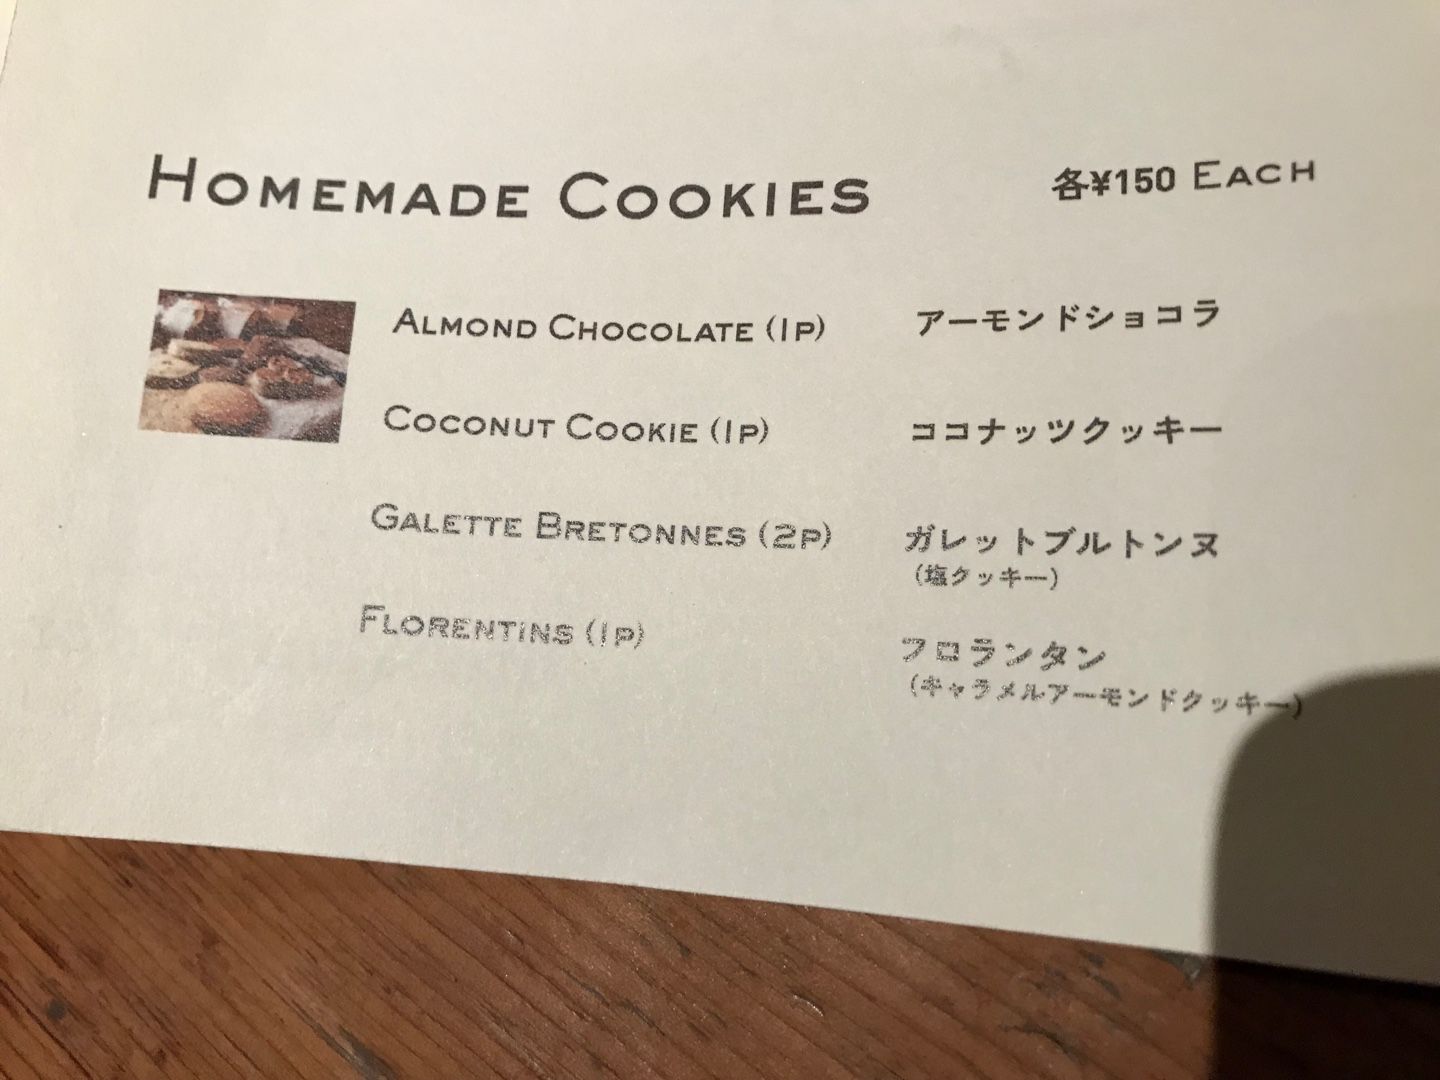 HOMEMADE COOKIES 各¥150 EACH
ALMOND CHOCOLATE (1P) アーモンドショコラ
COCONUT COOKIE (1P) ココナッツクッキー
GALETTE BRETONNES (2P) ガレットブルトンヌ
(塩クッキー)
FLORENTINS (1P) フロランタン
(キャラメルアーモンドクッキー)